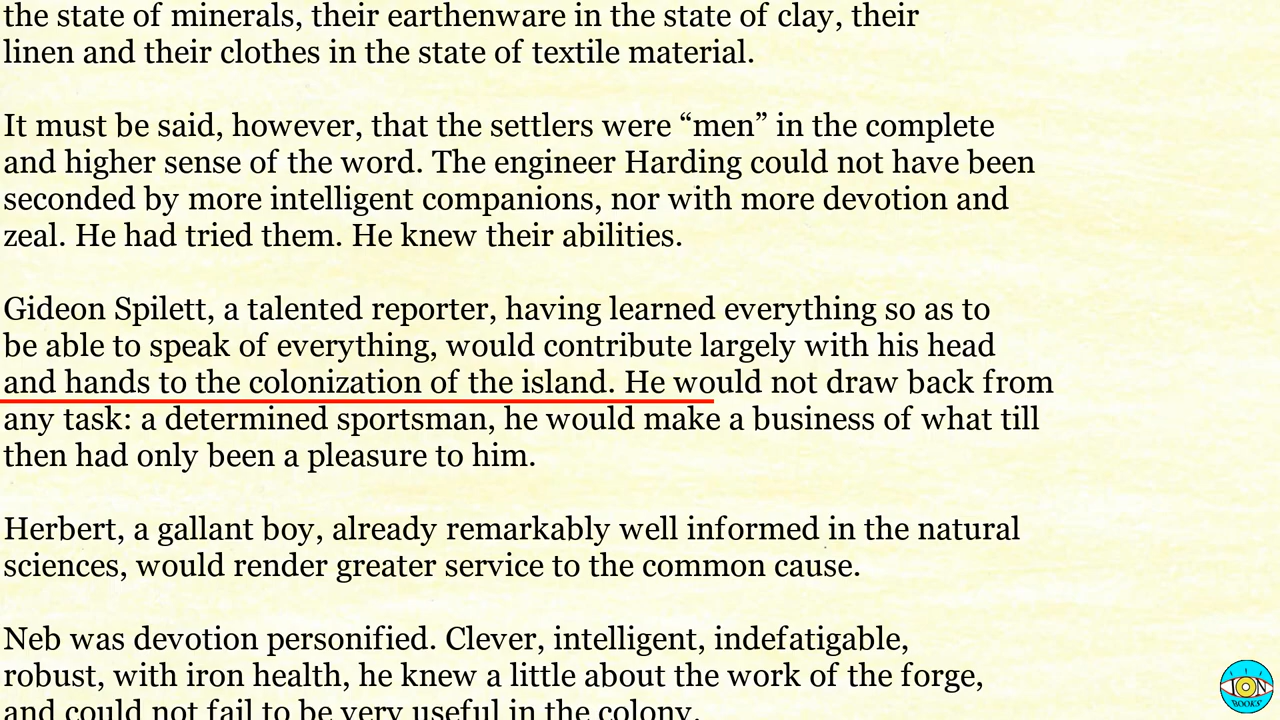 the state of minerals, their earthenware in the state of clay, their
linen and their clothes in the state of textile material.
It must be said, however, that the settlers were “men” in the complete
and higher sense of the word. The engineer Harding could not have been
seconded by more intelligent companions, nor with more devotion and
zeal. He had tried them. He knew their abilities.
Gideon Spilett, a talented reporter, having learned everything so as to
be able to speak of everything, would contribute largely with his head
and hands to the colonization of the island. He would not draw back from
any task: a determined sportsman, he would make a business of what till
then had only been a pleasure to him.
Herbert, a gallant boy, already remarkably well informed in the natural
sciences, would render greater service to the common cause.
Neb was devotion personified. Clever, intelligent, indefatigable,
robust, with iron health, he knew a little about the work of the forge,
and could not fail to be very useful in the colony.
ION
BOOKS